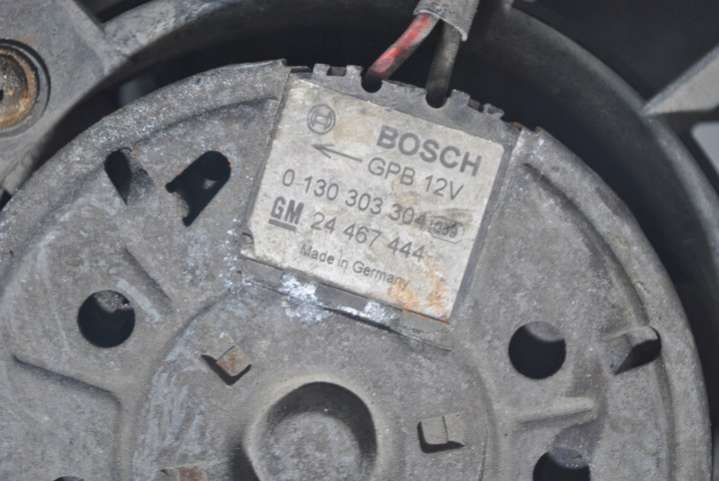 BOSCH
GPB 12V
0 130 303 304
GM 24 467 444
Made in Germany